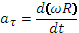 a_τ = d(ωR)/dt